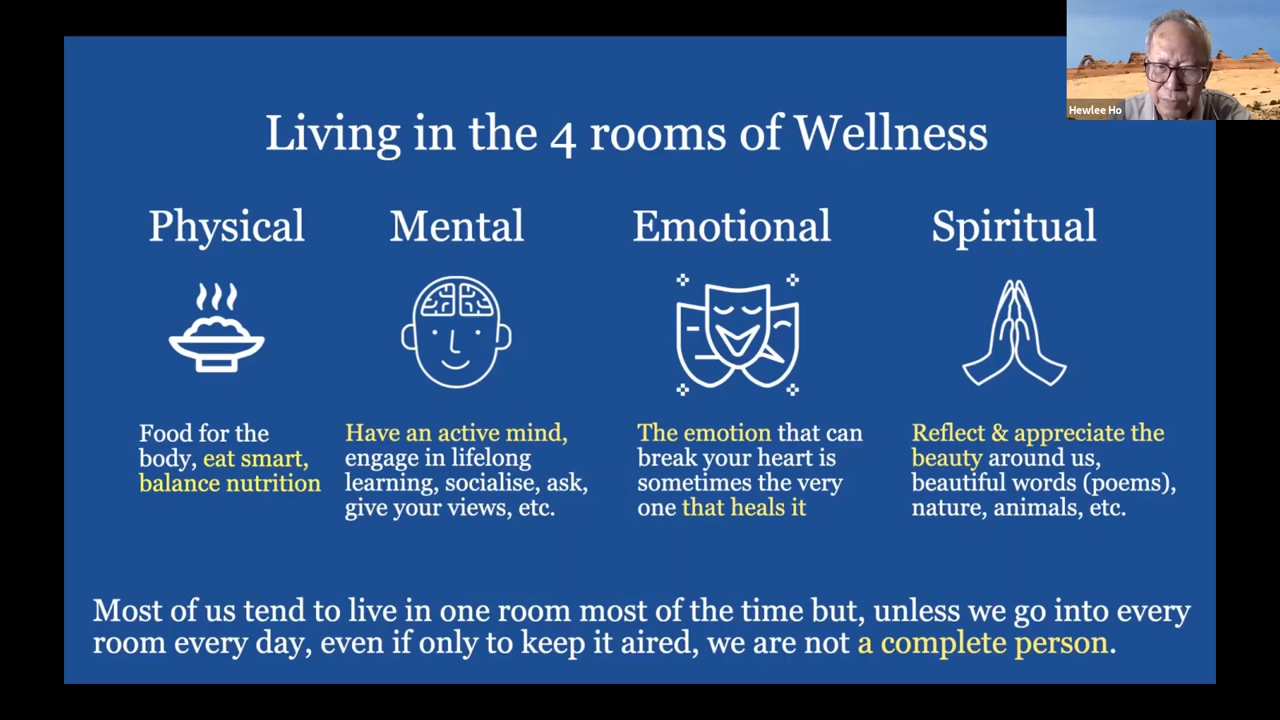 Hewlee Ho
Living in the 4 rooms of Wellness
Physical
Mental
Emotional
Spiritual
Food for the
body, eat smart,
balance nutrition
Have an active mind,
engage in lifelong
learning, socialise, ask,
give your views, etc.
The emotion that can
break your heart is
sometimes the very
one that heals it
Reflect & appreciate the
beauty around us,
beautiful words (poems),
nature, animals, etc.
Most of us tend to live in one room most of the time but, unless we go into every
room every day, even if only to keep it aired, we are not a complete person.